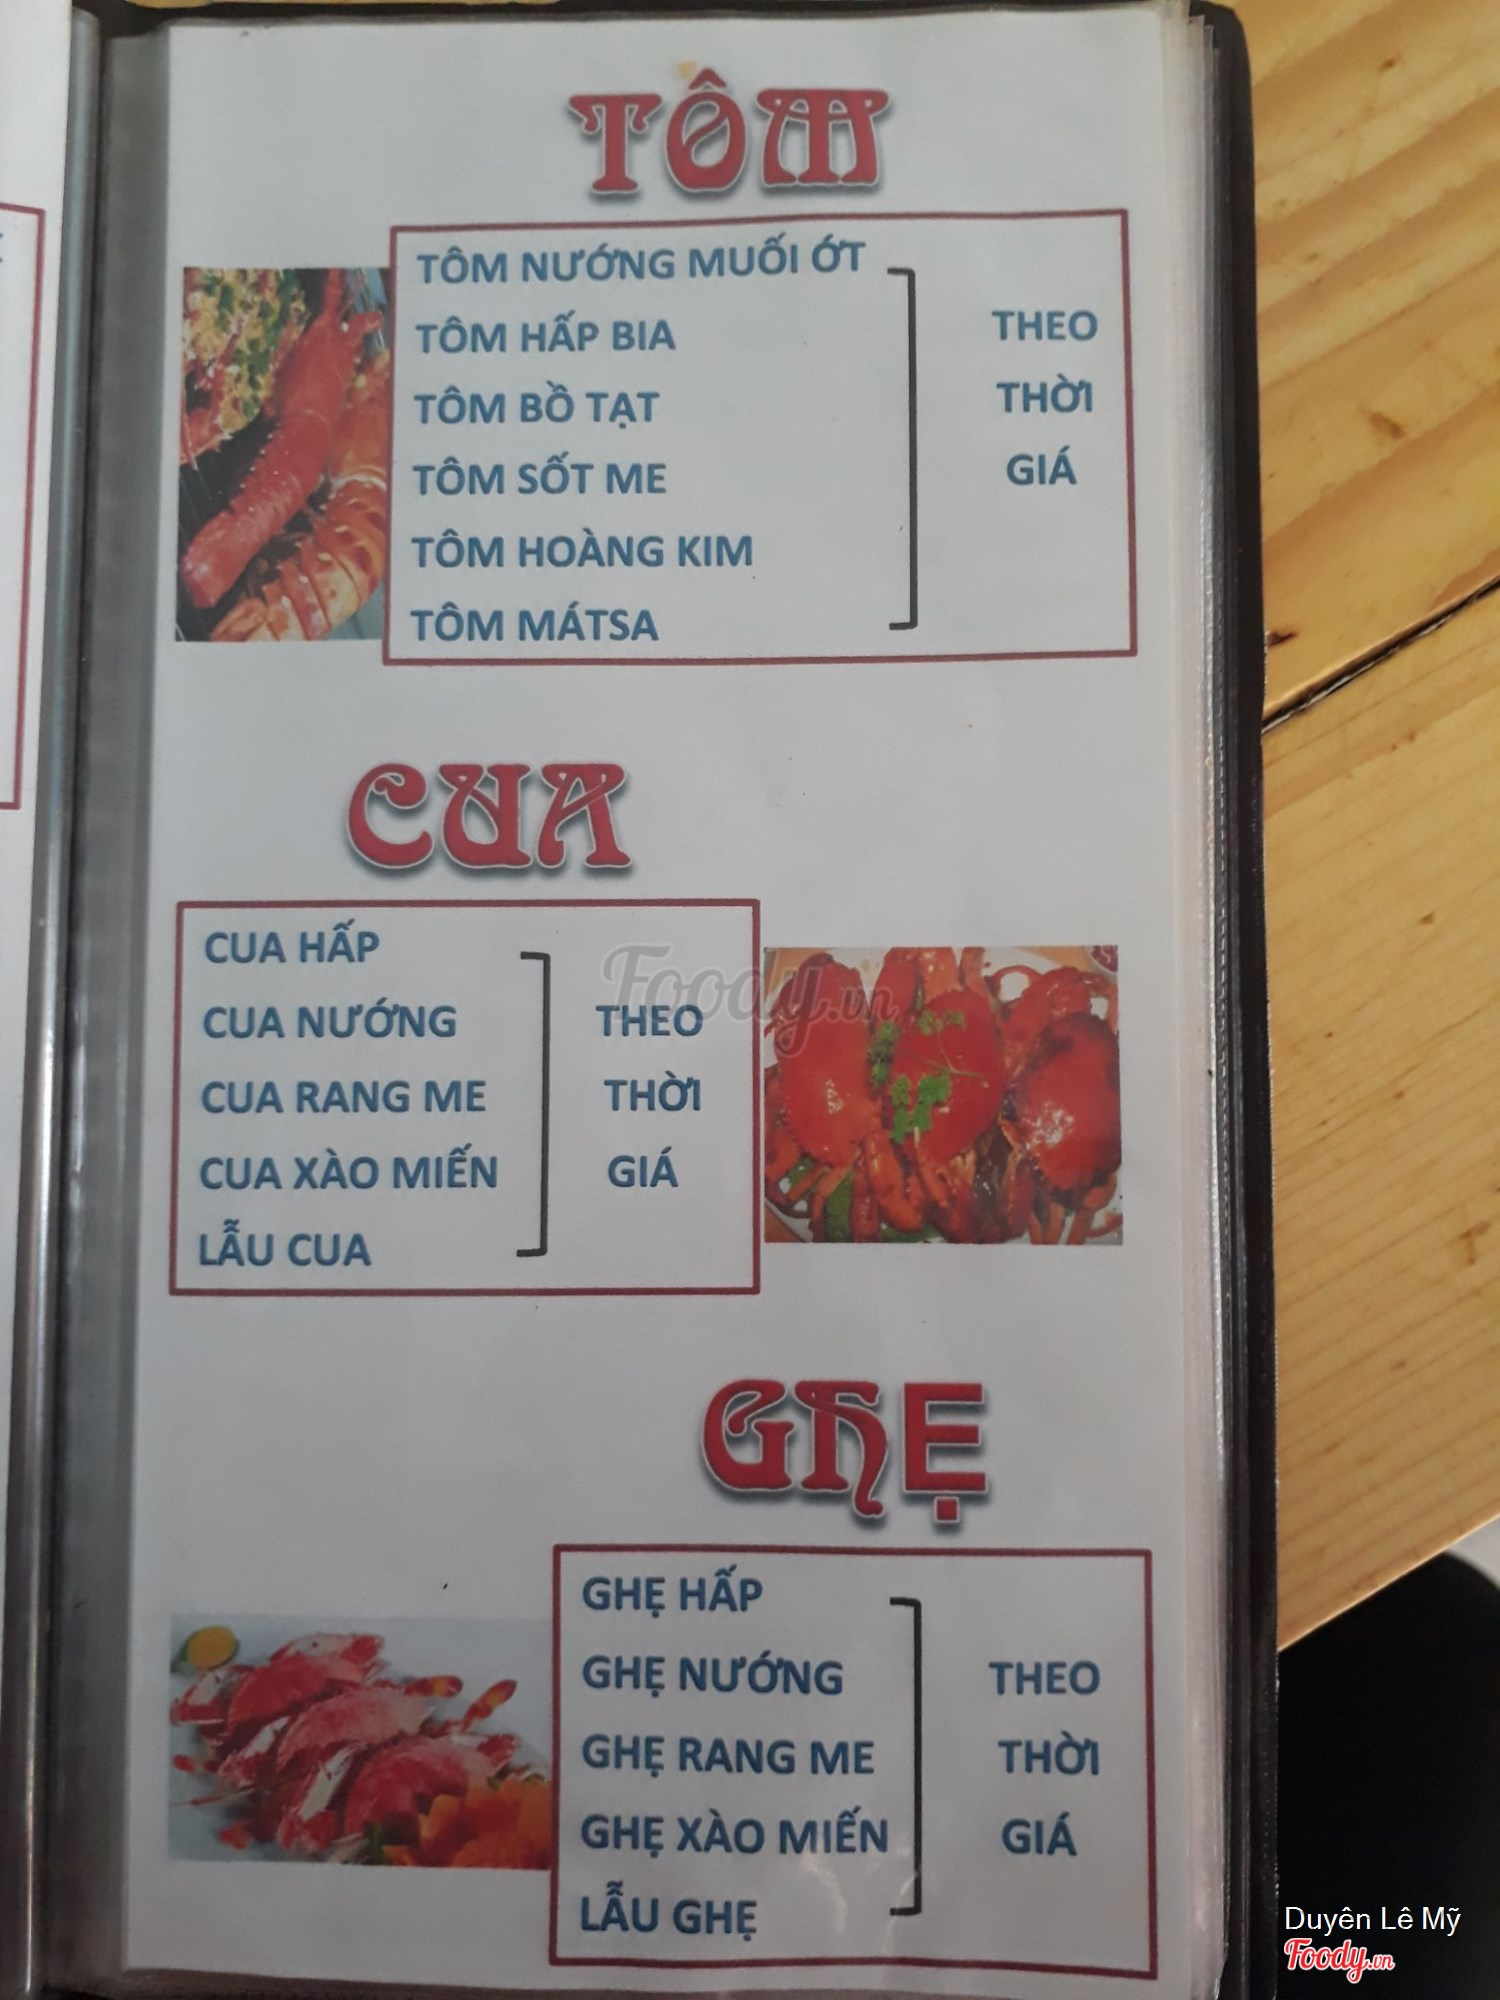 TÔM
TÔM NƯỚNG MUỐI ỚT
TÔM HẤP BIA
TÔM BỒ TẠT
TÔM SỐT ME
TÔM HOÀNG KIM
TÔM MÁTSA
THEO
THỜI
GIÁ
CUA
CUA HẤP
CUA NƯỚNG
CUA RANG ME
CUA XÀO MIẾN
LẪU CUA
THEO
THỜI
GIÁ
Foody.vn
GHẸ
GHẸ HẤP
GHẸ NƯỚNG
GHẸ RANG ME
GHẸ XÀO MIẾN
LẪU GHẸ
THEO
THỜI
GIÁ
Duyên Lê Mỹ
Foody.vn